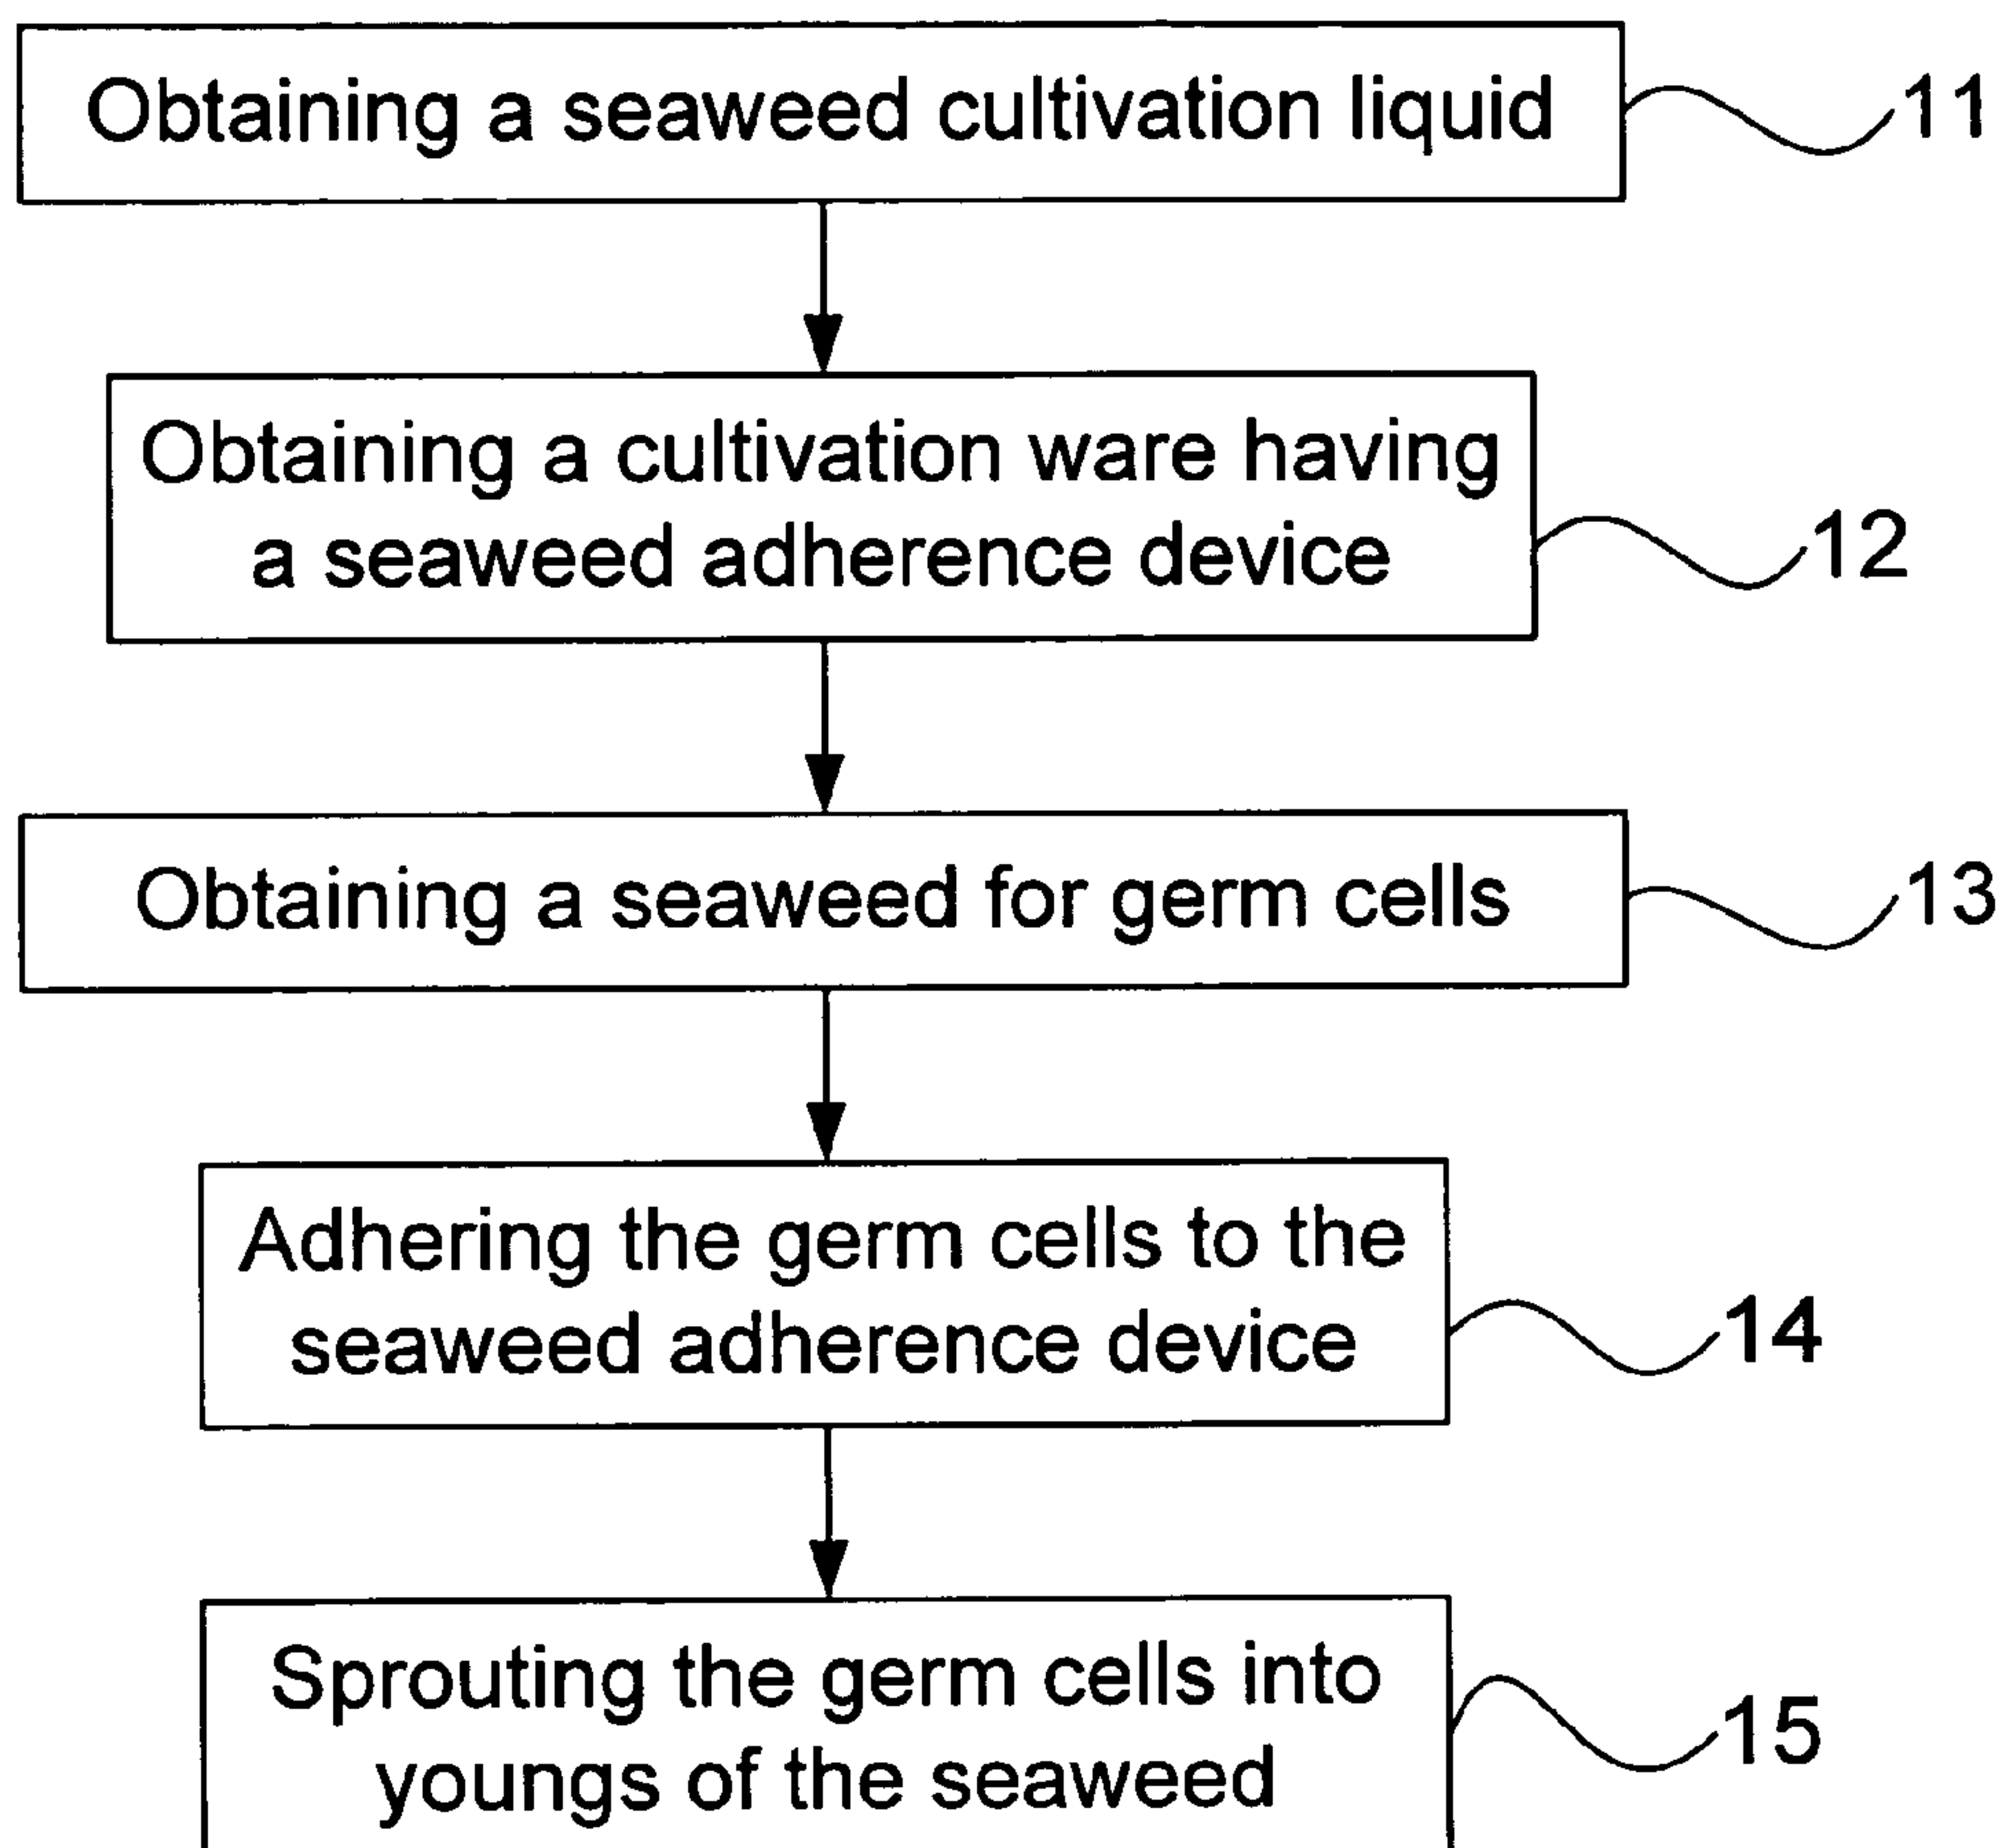 Obtaining a seaweed cultivation liquid
11
Obtaining a cultivation ware having
a seaweed adherence device
12
Obtaining a seaweed for germ cells
13
Adhering the germ cells to the
seaweed adherence device
14
Sprouting the germ cells into
youngs of the seaweed
15